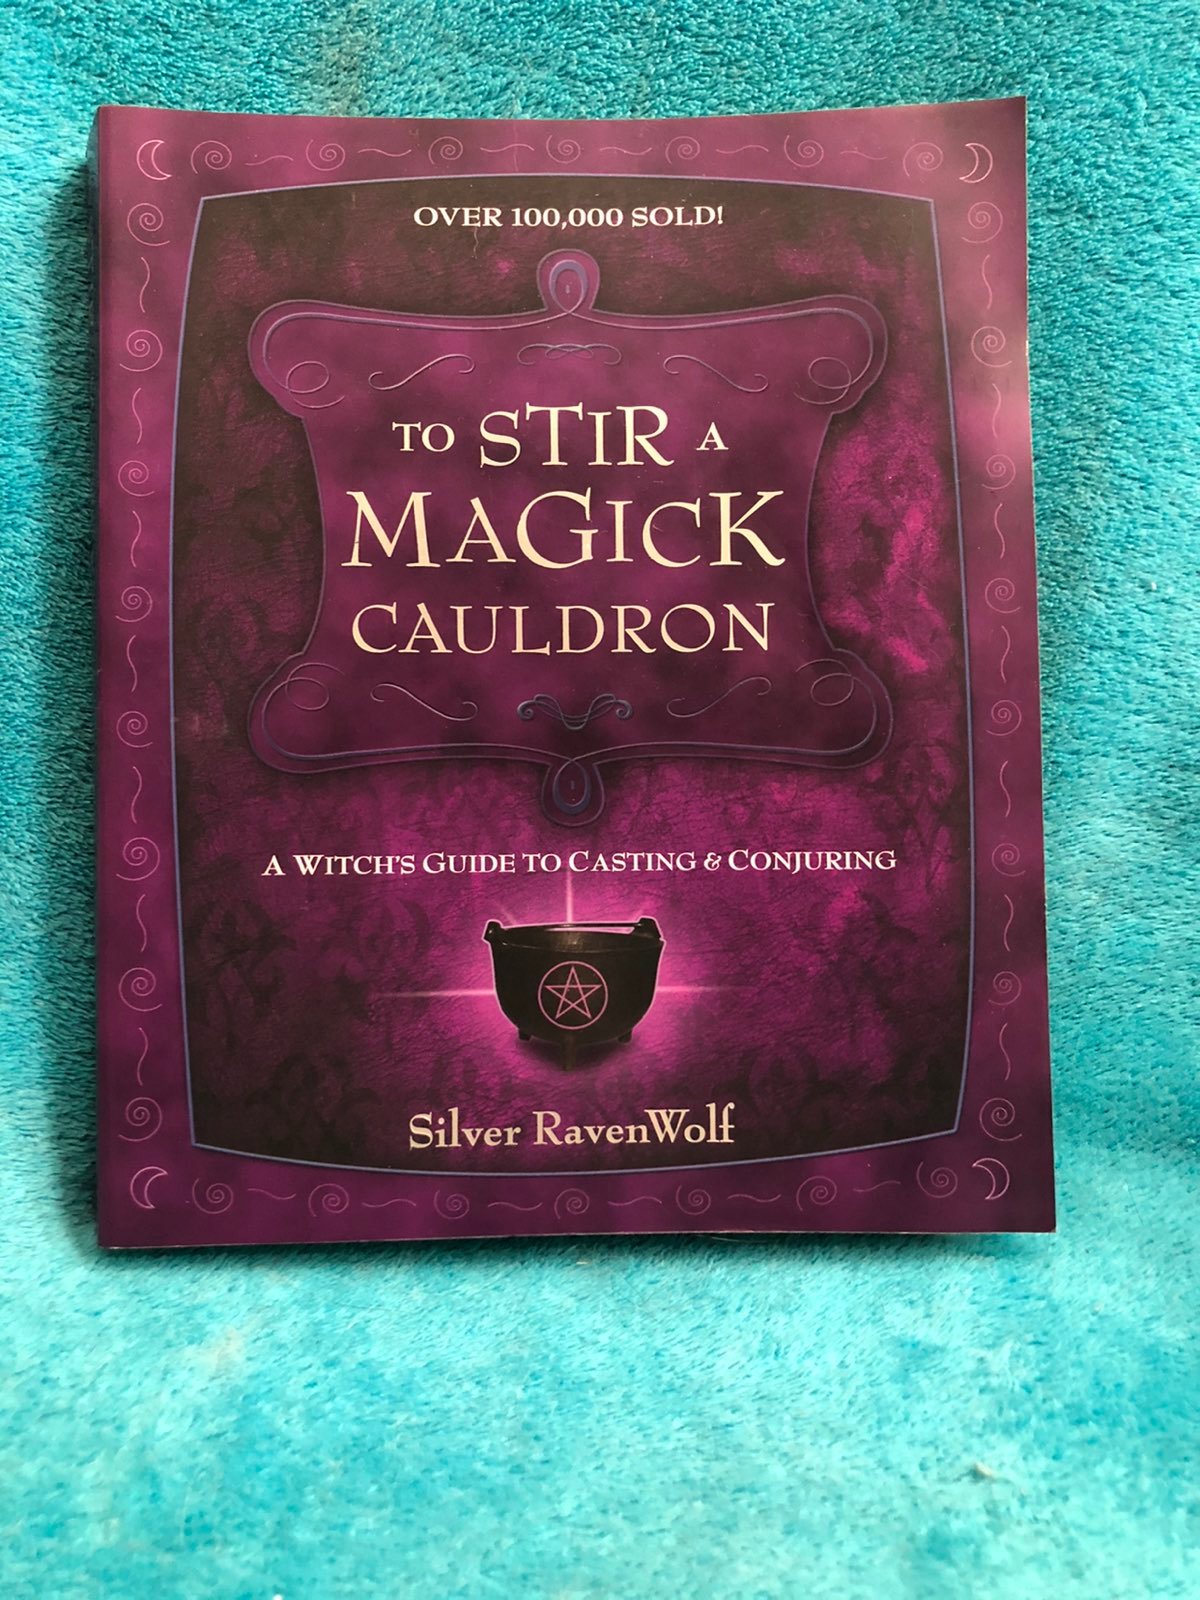 OVER 100,000 SOLD!
TO STIR A
MAGICK
CAULDRON
A WITCH'S GUIDE TO CASTING & CONJURING
Silver RavenWolf